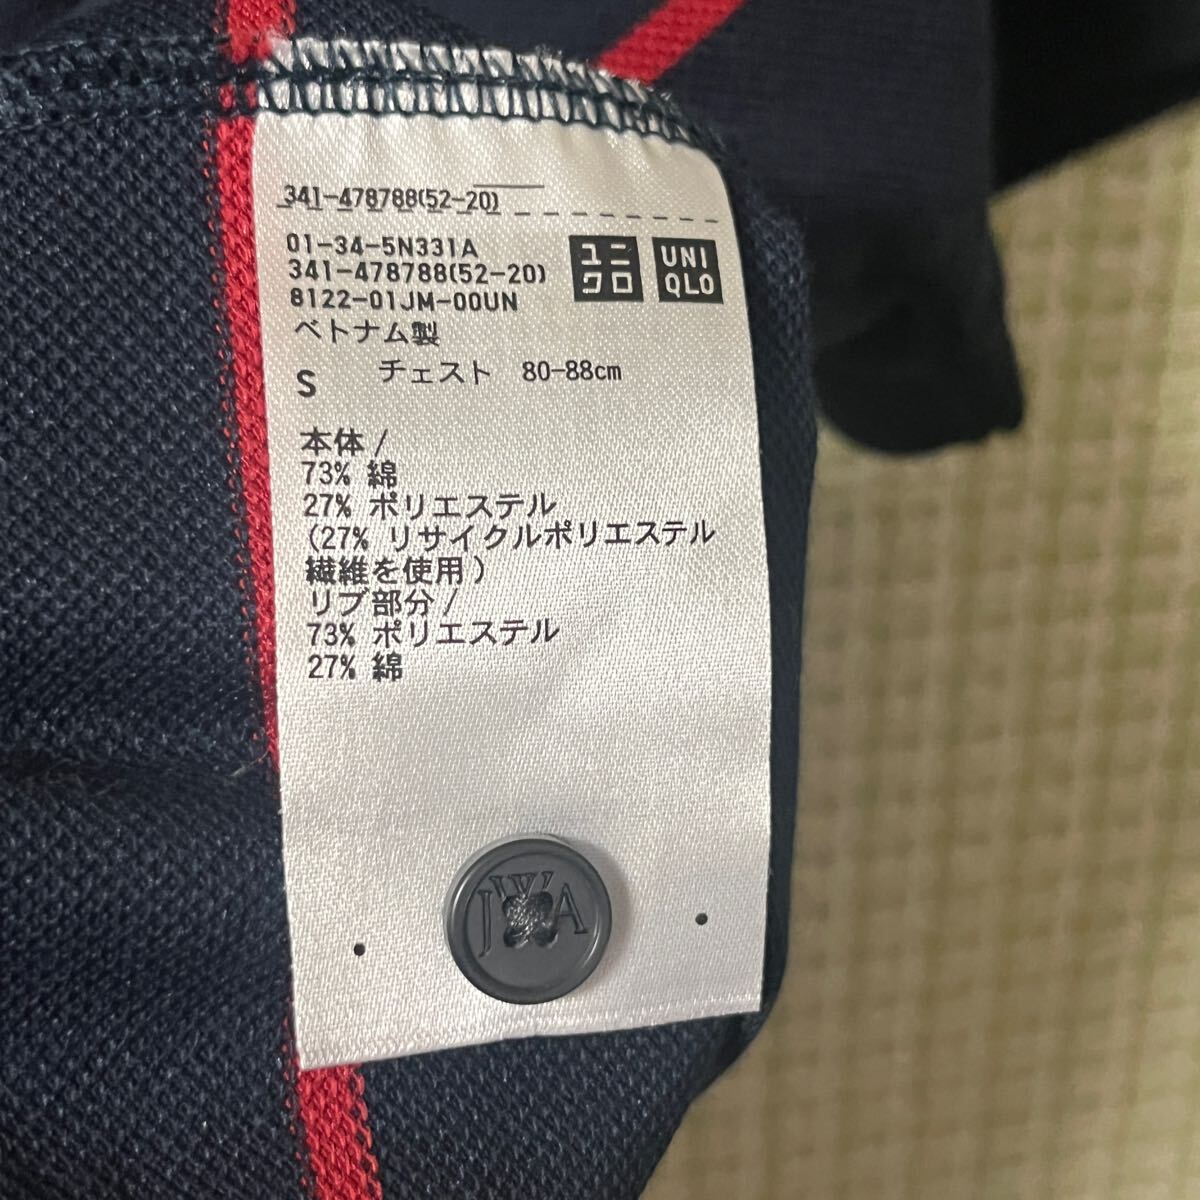 341-478788(52-20)
01-34-5N331A
341-478788(52-20)
8122-01JM-00UN
ユニ
クロ
UNI
QLO
ベトナム製
S チェスト 80-88cm
本体/
73% 綿
27% ポリエステル
(27% リサイクルポリエステル
繊維を使用)
リブ部分/
73% ポリエステル
27% 綿
JWA